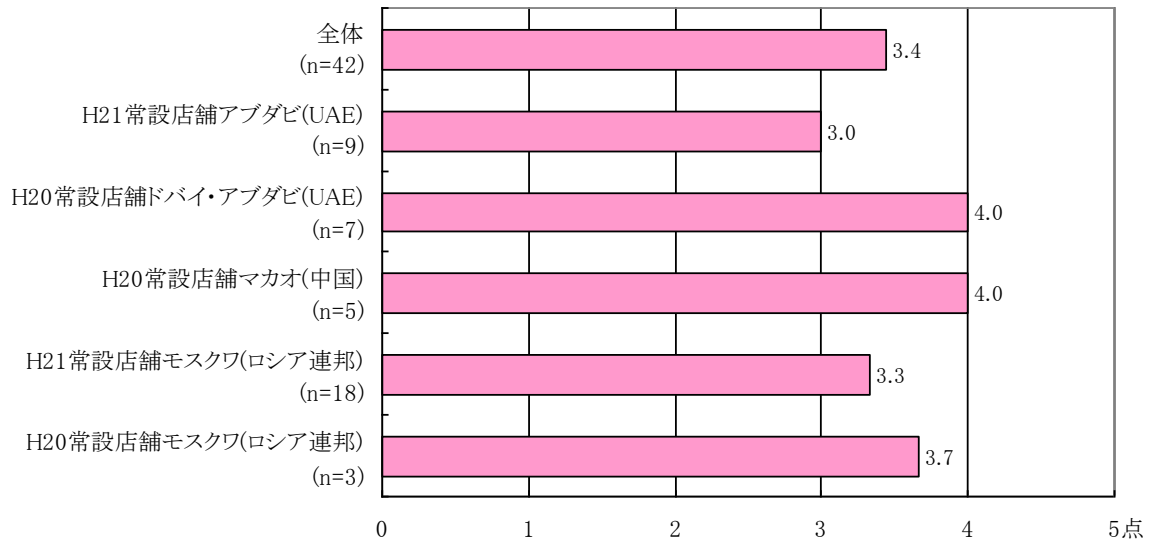 全体
(n=42)
3.4
H21常設店舗アブダビ(UAE)
(n=9)
3.0
H20常設店舗ドバイ・アブダビ(UAE)
(n=7)
4.0
H20常設店舗マカオ(中国)
(n=5)
4.0
H21常設店舗モスクワ(ロシア連邦)
(n=18)
3.3
H20常設店舗モスクワ(ロシア連邦)
(n=3)
3.7
0 1 2 3 4 5点